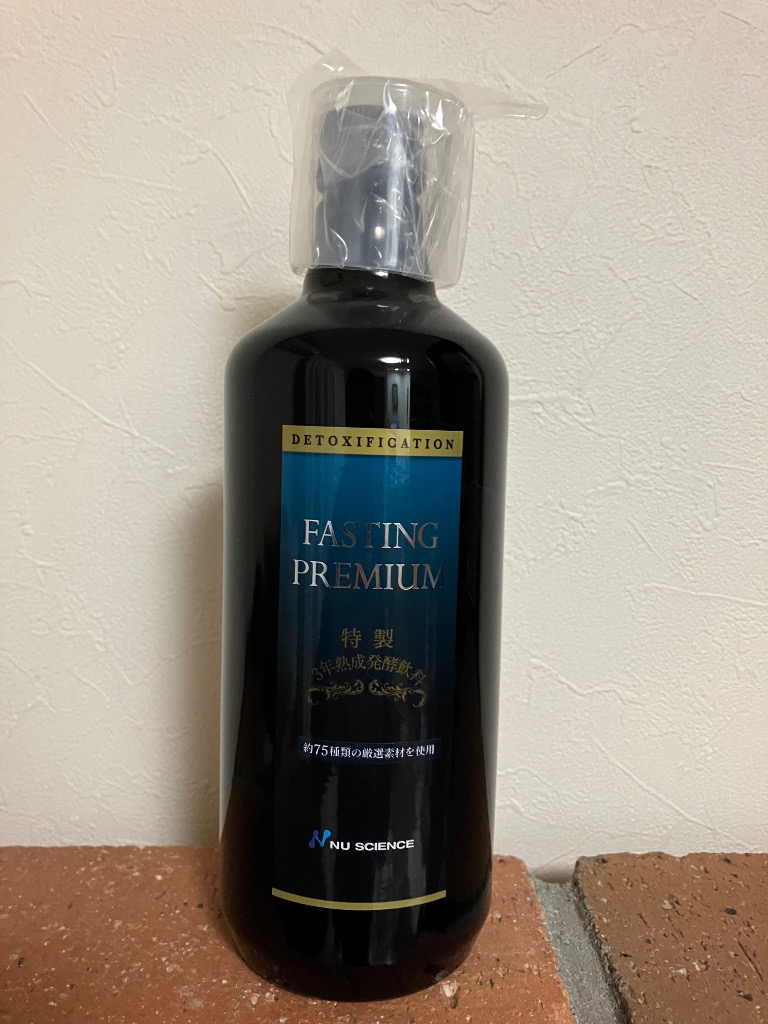 DETOXIFICATION
FASTING
PREMIUM
特製
3年熟成発酵飲料
約75種類の厳選素材を使用
NU SCIENCE